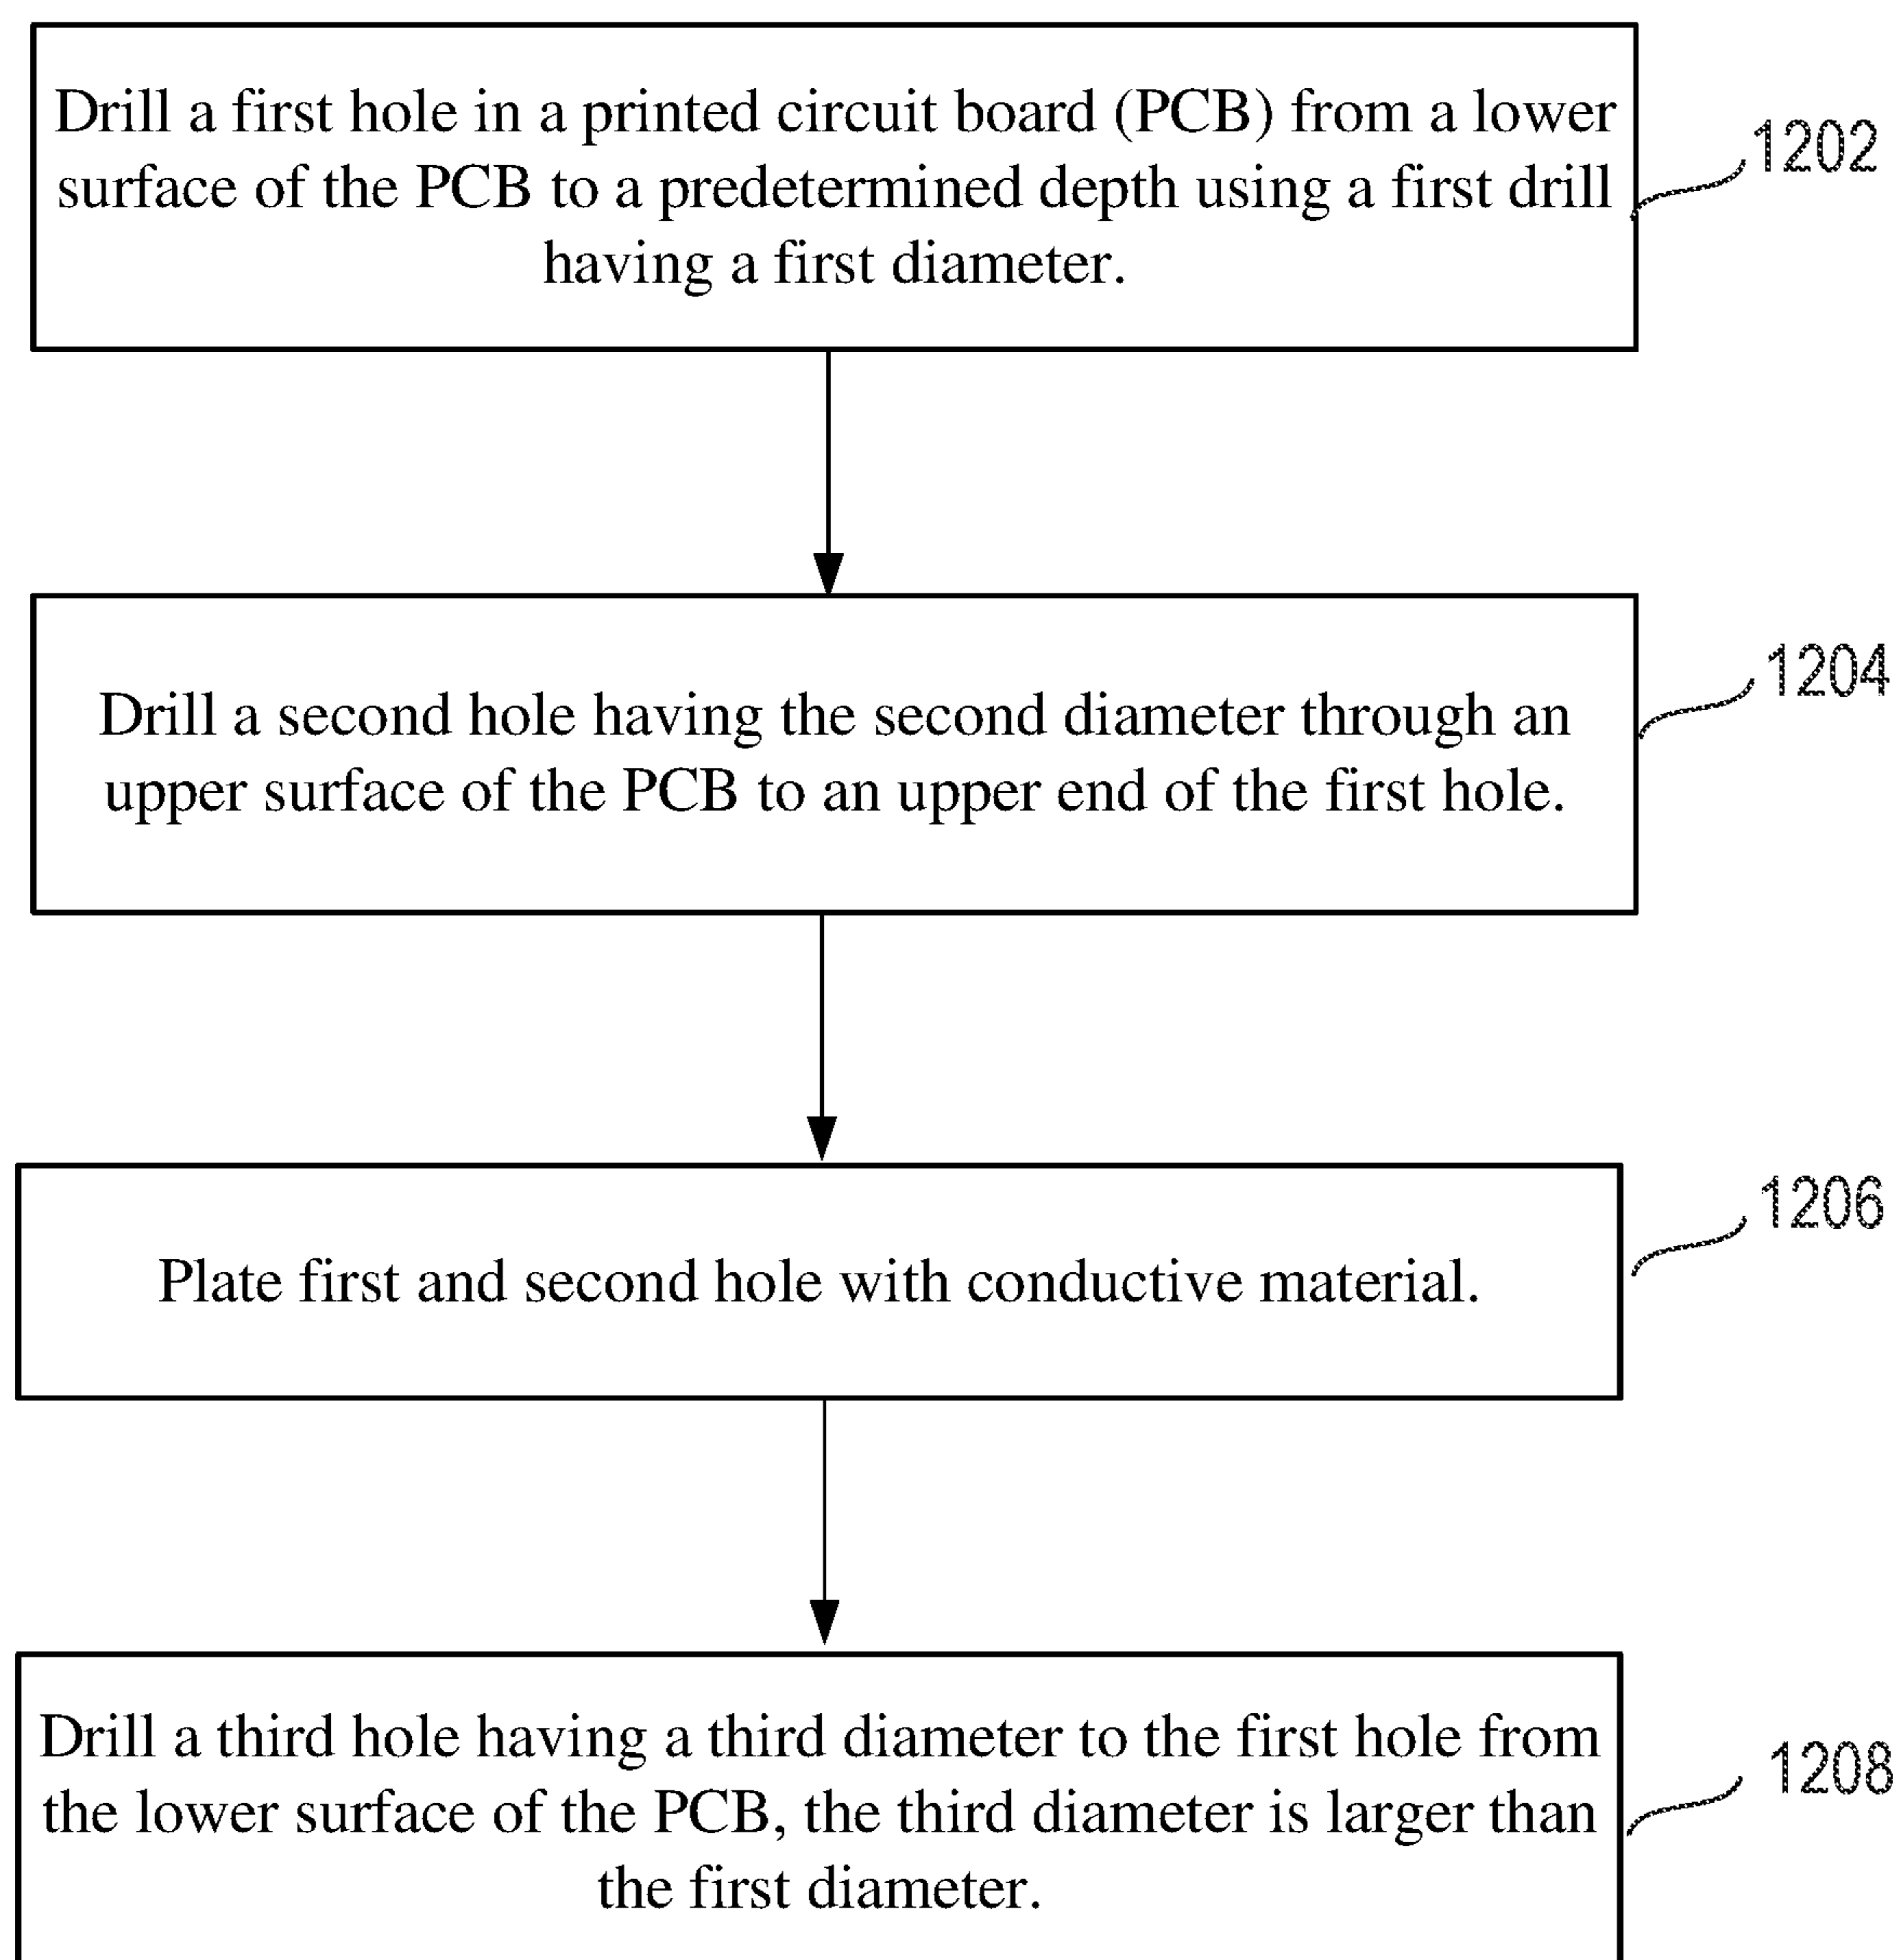 Drill a first hole in a printed circuit board (PCB) from a lower
surface of the PCB to a predetermined depth using a first drill
having a first diameter.
1202
Drill a second hole having the second diameter through an
upper surface of the PCB to an upper end of the first hole.
1204
Plate first and second hole with conductive material.
1206
Drill a third hole having a third diameter to the first hole from
the lower surface of the PCB, the third diameter is larger than
the first diameter.
1208